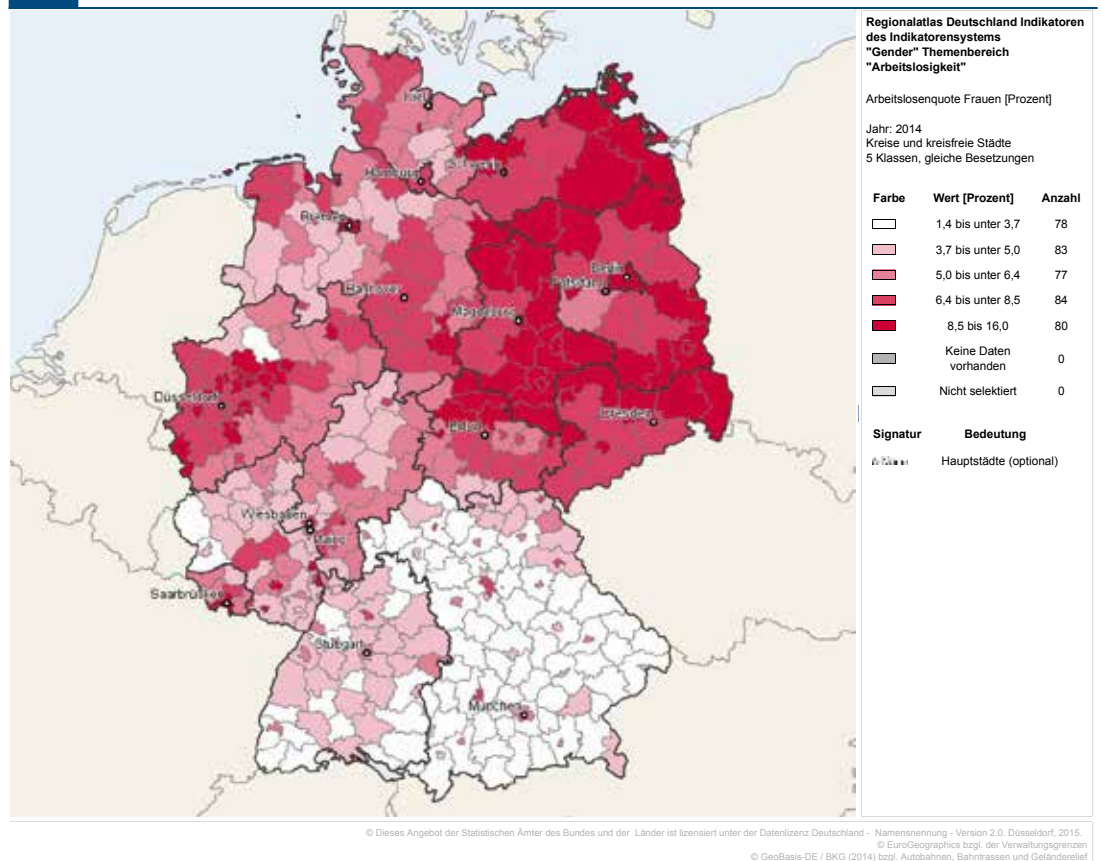 Regionalatlas Deutschland Indikatoren
des Indikatorensystems
"Gender" Themenbereich
"Arbeitslosigkeit"
Arbeitslosenquote Frauen [Prozent]
Jahr: 2014
Kreise und kreisfreie Städte
5 Klassen, gleiche Besetzungen
Farbe Wert [Prozent] Anzahl
1,4 bis unter 3,7 78
3,7 bis unter 5,0 83
5,0 bis unter 6,4 77
6,4 bis unter 8,5 84
8,5 bis 16,0 80
Keine Daten
vorhanden 0
Nicht selektiert 0
Signatur Bedeutung
Hauptstädte (optional)
Kiel
Schwerin
Hamburg
Bremen
Berlin
Potsdam
Hannover
Magdeburg
Düsseldorf
Dresden
Erfurt
Wiesbaden
Mainz
Saarbrücken
Stuttgart
München
© Dieses Angebot der Statistischen Ämter des Bundes und der Länder ist lizensiert unter der Datenlizenz Deutschland - Namensnennung - Version 2.0. Düsseldorf, 2015.
© EuroGeographics bzgl. der Verwaltungsgrenzen
© GeoBasis-DE / BKG (2014) bzgl. Autobahnen, Bahntrassen und Geländerelief